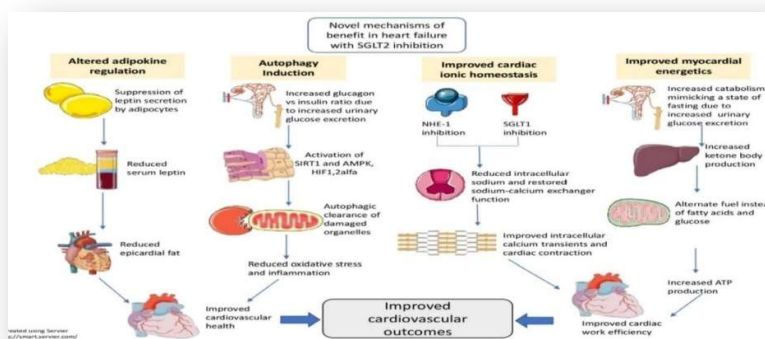 Novel mechanisms of
benefit in heart failure
with SGLT2 inhibition
Altered adipokine
regulation
Suppression of
leptin secretion
by adipocytes
Reduced
serum leptin
Reduced
epicardial fat
Autophagy
Induction
Increased glucagon
vs insulin ratio due
to increased urinary
glucose excretion
Activation of
SIRT1 and AMPK,
HIF1,2alfa
Autophagic
clearance of
damaged
organelles
Reduced oxidative stress
and inflammation
Improved
cardiovascular
health
Improved cardiac
ionic homeostasis
NHE-1
inhibition
SGLT1
inhibition
Reduced intracellular
sodium and restored
sodium-calcium exchanger
function
Improved intracellular
calcium transients and
cardiac contraction
Improved myocardial
energetics
Increased catabolism
mimicking a state of
fasting due to
increased urinary
glucose excretion
Increased
ketone body
production
Alternate fuel instea
of fatty acids and
glucose
Increased ATP
production
Improved cardiac
work efficiency
Improved
cardiovascular
outcomes
reated using Servier
s://smart.servier.com/